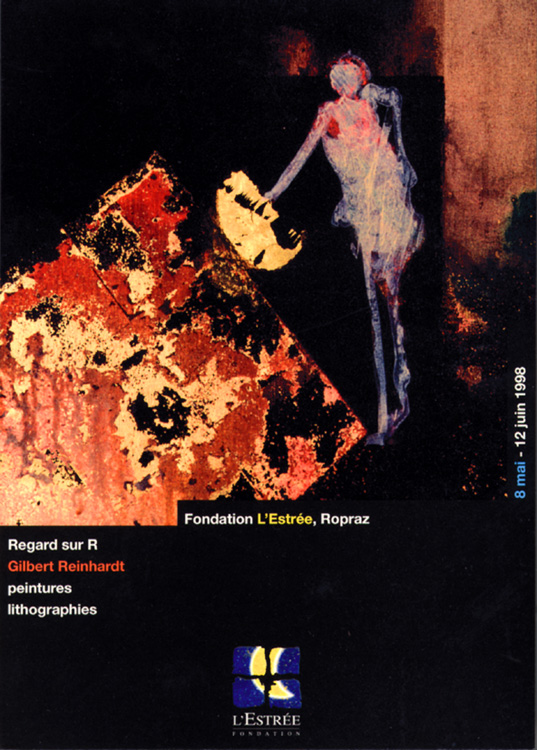 8 mai - 12 juin 1998
Fondation L'Estrée, Ropraz
Regard sur R
Gilbert Reinhardt
peintures
lithographies
L'ESTRÉE
FONDATION